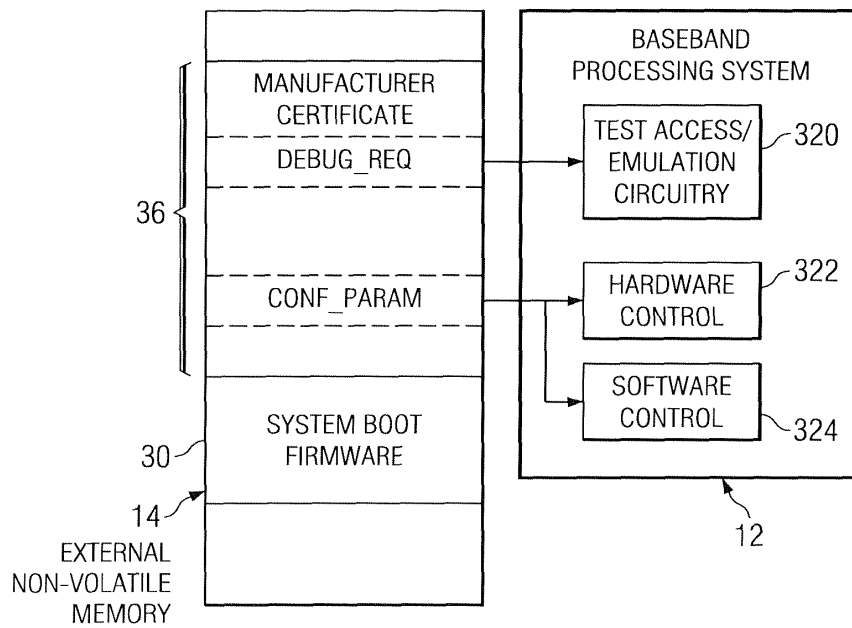 MANUFACTURER
CERTIFICATE
DEBUG_REQ
36
CONF_PARAM
SYSTEM BOOT
FIRMWARE
30
14
EXTERNAL
NON-VOLATILE
MEMORY
BASEBAND
PROCESSING SYSTEM
TEST ACCESS/
EMULATION
CIRCUITRY
320
HARDWARE
CONTROL
322
SOFTWARE
CONTROL
324
12